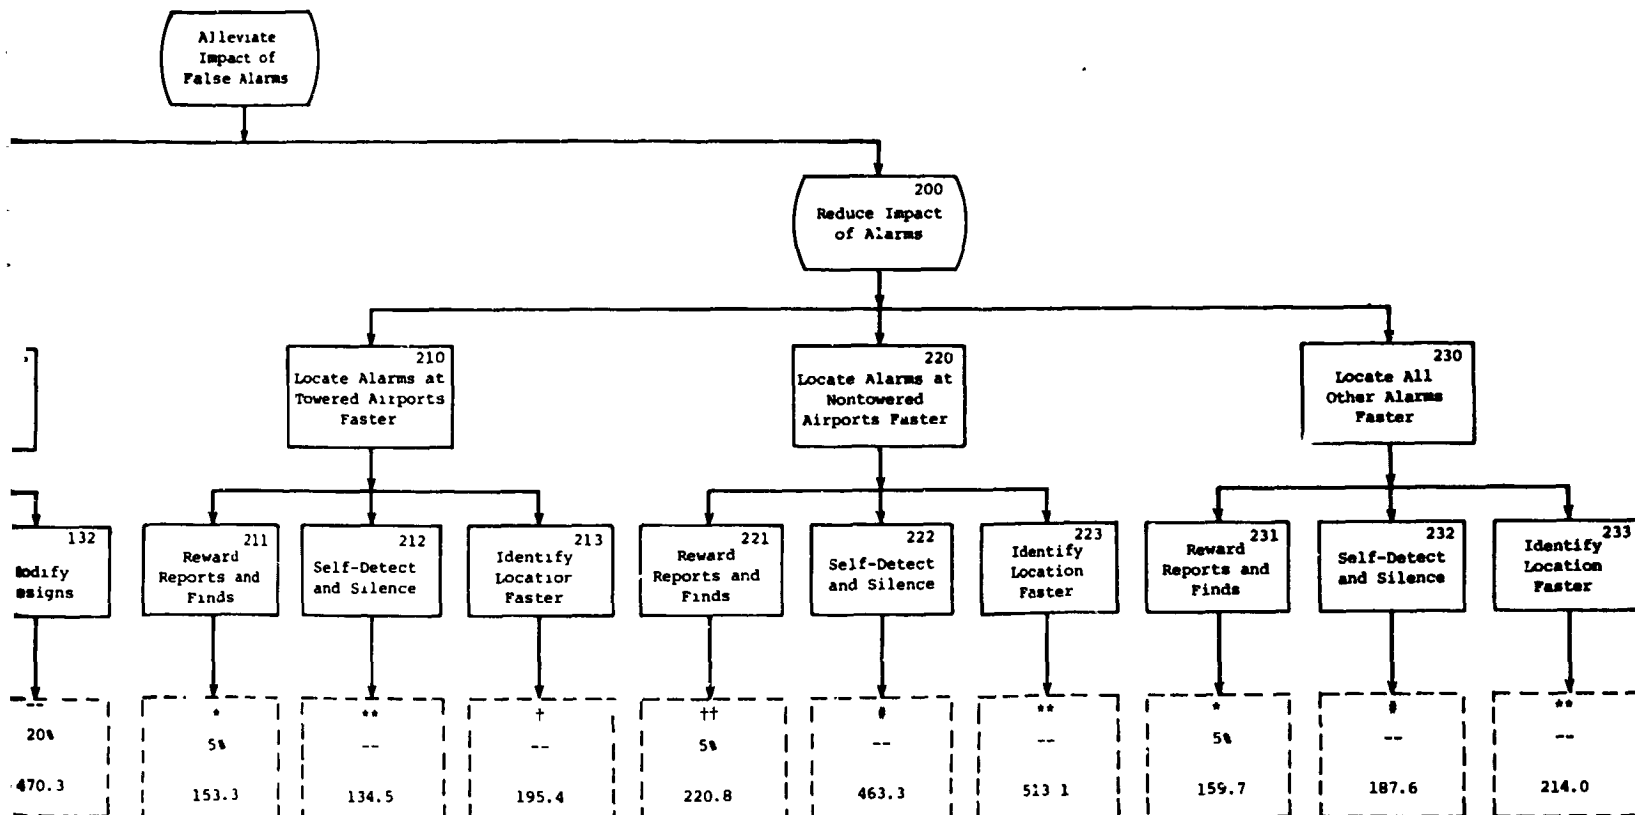 Alleviate
Impact of
False Alarms
200
Reduce Impact
of Alarms
210
Locate Alarms at
Towered Airports
Faster
220
Locate Alarms at
Nontowered
Airports Faster
230
Locate All
Other Alarms
Faster
132
odify
esigns
211
Reward
Reports and
Finds
212
Self-Detect
and Silence
213
Identify
Location
Faster
221
Reward
Reports and
Finds
222
Self-Detect
and Silence
223
Identify
Location
Faster
231
Reward
Reports and
Finds
232
Self-Detect
and Silence
233
Identify
Location
Faster
--
20%
470.3
*
5%
153.3
**
--
134.5
†
--
195.4
††
5%
220.8
#
--
463.3
**
--
513 1
*
5%
159.7
#
--
187.6
**
--
214.0